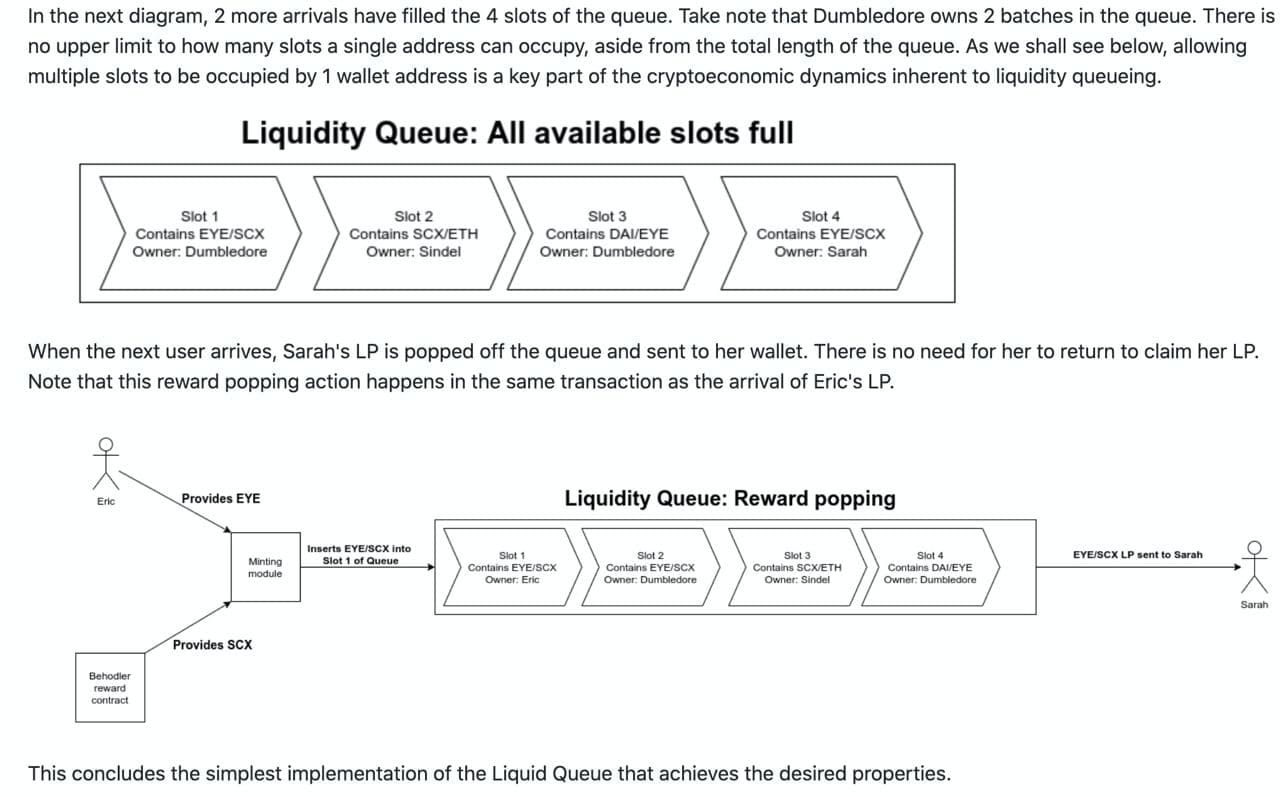 In the next diagram, 2 more arrivals have filled the 4 slots of the queue. Take note that Dumbledore owns 2 batches in the queue. There is
no upper limit to how many slots a single address can occupy, aside from the total length of the queue. As we shall see below, allowing
multiple slots to be occupied by 1 wallet address is a key part of the cryptoeconomic dynamics inherent to liquidity queueing.
Liquidity Queue: All available slots full
Slot 1
Contains EYE/SCX
Owner: Dumbledore
Slot 2
Contains SCX/ETH
Owner: Sindel
Slot 3
Contains DAI/EYE
Owner: Dumbledore
Slot 4
Contains EYE/SCX
Owner: Sarah
When the next user arrives, Sarah's LP is popped off the queue and sent to her wallet. There is no need for her to return to claim her LP.
Note that this reward popping action happens in the same transaction as the arrival of Eric's LP.
Eric
Provides EYE
Liquidity Queue: Reward popping
Minting
module
Inserts EYE/SCX into
Slot 1 of Queue
Slot 1
Contains EYE/SCX
Owner: Eric
Slot 2
Contains EYE/SCX
Owner: Dumbledore
Slot 3
Contains SCX/ETH
Owner: Sindel
Slot 4
Contains DAI/EYE
Owner: Dumbledore
EYE/SCX LP sent to Sarah
Sarah
Provides SCX
Behodler
reward
contract
This concludes the simplest implementation of the Liquid Queue that achieves the desired properties.